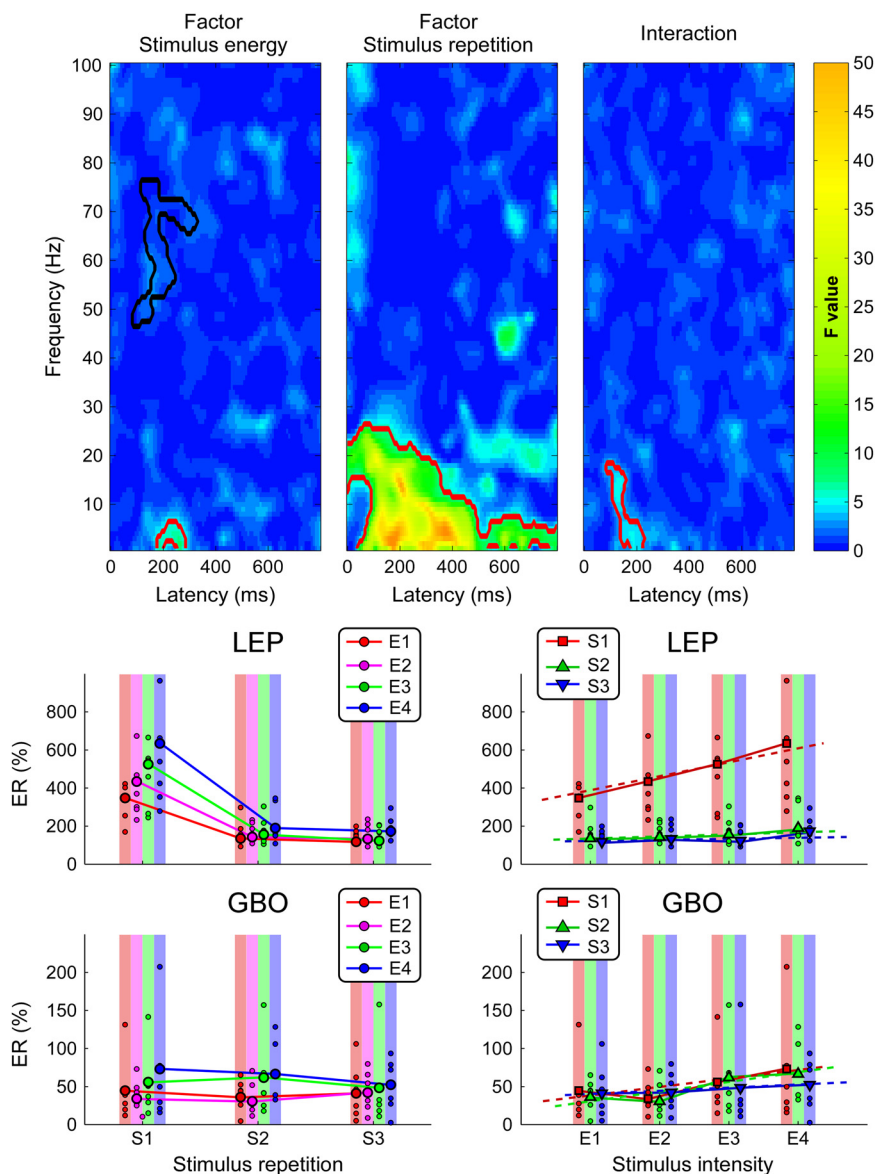 Factor
Stimulus energy
Factor
Stimulus repetition
Interaction
100
90
80
70
60
50
40
30
20
10
Frequency (Hz)
0 200 400 600
0 200 400 600
0 200 400 600
Latency (ms)
Latency (ms)
Latency (ms)
50
45
40
35
30
25
20
15
10
5
0
F value
LEP
E1
E2
E3
E4
800
600
400
200
0
ER (%)
LEP
S1
S2
S3
800
600
400
200
0
GBO
E1
E2
E3
E4
200
150
100
50
0
ER (%)
S1 S2 S3
Stimulus repetition
GBO
S1
S2
S3
200
150
100
50
0
E1 E2 E3 E4
Stimulus intensity